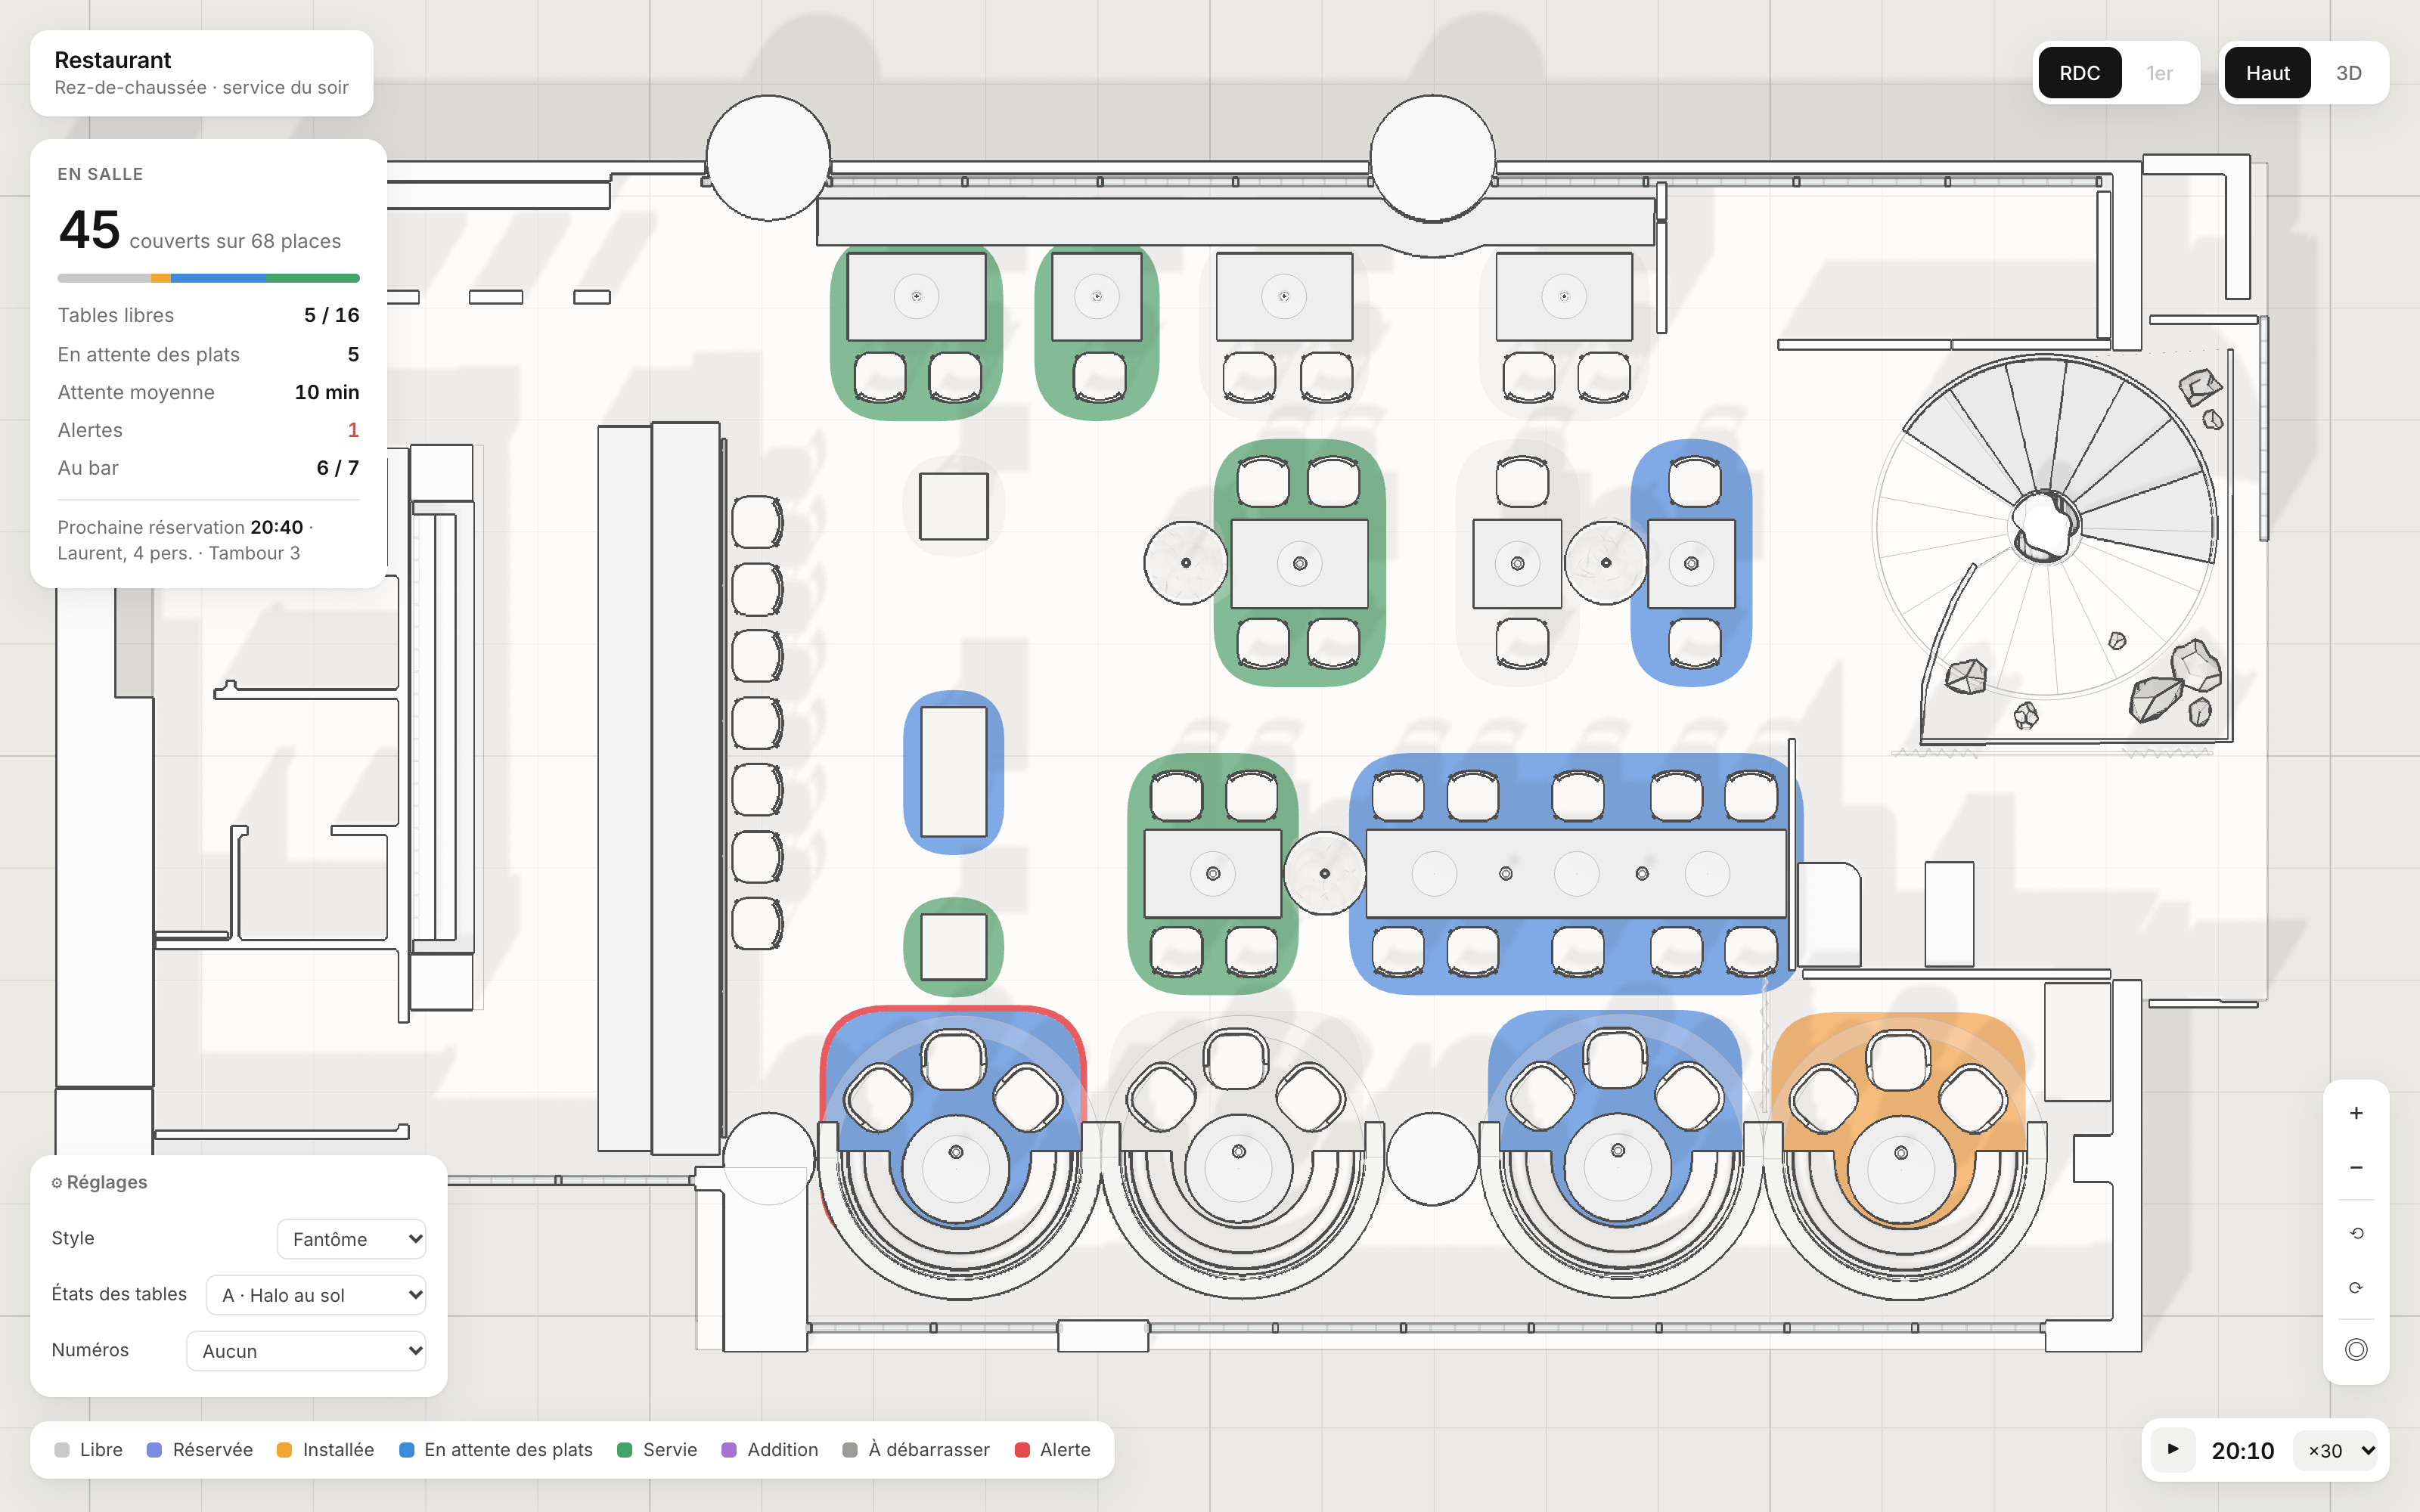 Restaurant
Rez-de-chaussée · service du soir
RDC
1er
Haut
3D
EN SALLE
45 couverts sur 68 places
Tables libres 5 / 16
En attente des plats 5
Attente moyenne 10 min
Alertes 1
Au bar 6 / 7
Prochaine réservation 20:40 ·
Laurent, 4 pers. · Tambour 3
Réglages
Style Fantôme
États des tables A · Halo au sol
Numéros Aucun
Libre Réservée Installée En attente des plats Servie Addition À débarrasser Alerte
20:10 ×30